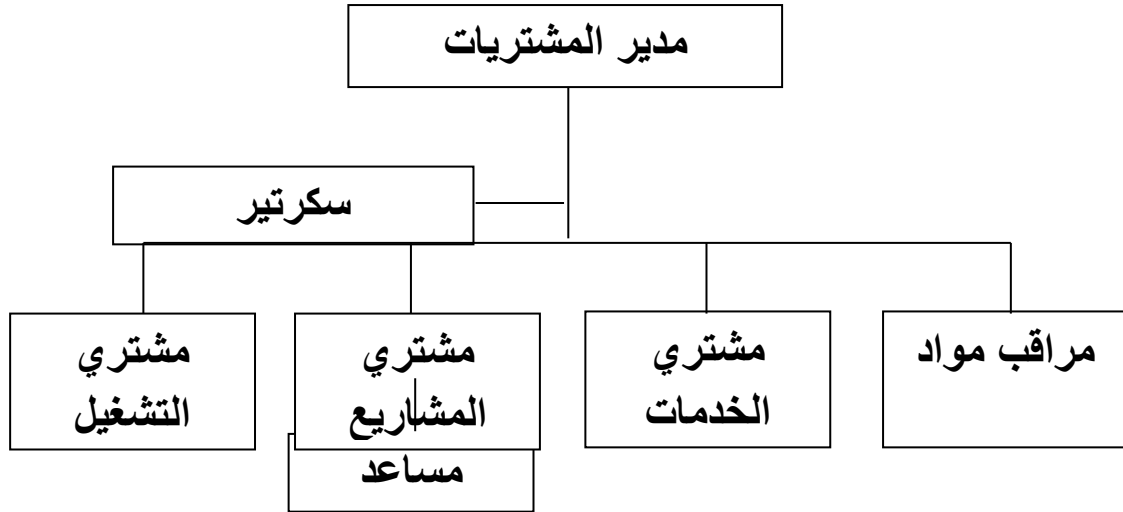 مدير المشتريات
سكرتير
مراقب مواد
مشتري
الخدمات
مشتري
المشاريع
مشتري
التشغيل
مساعد